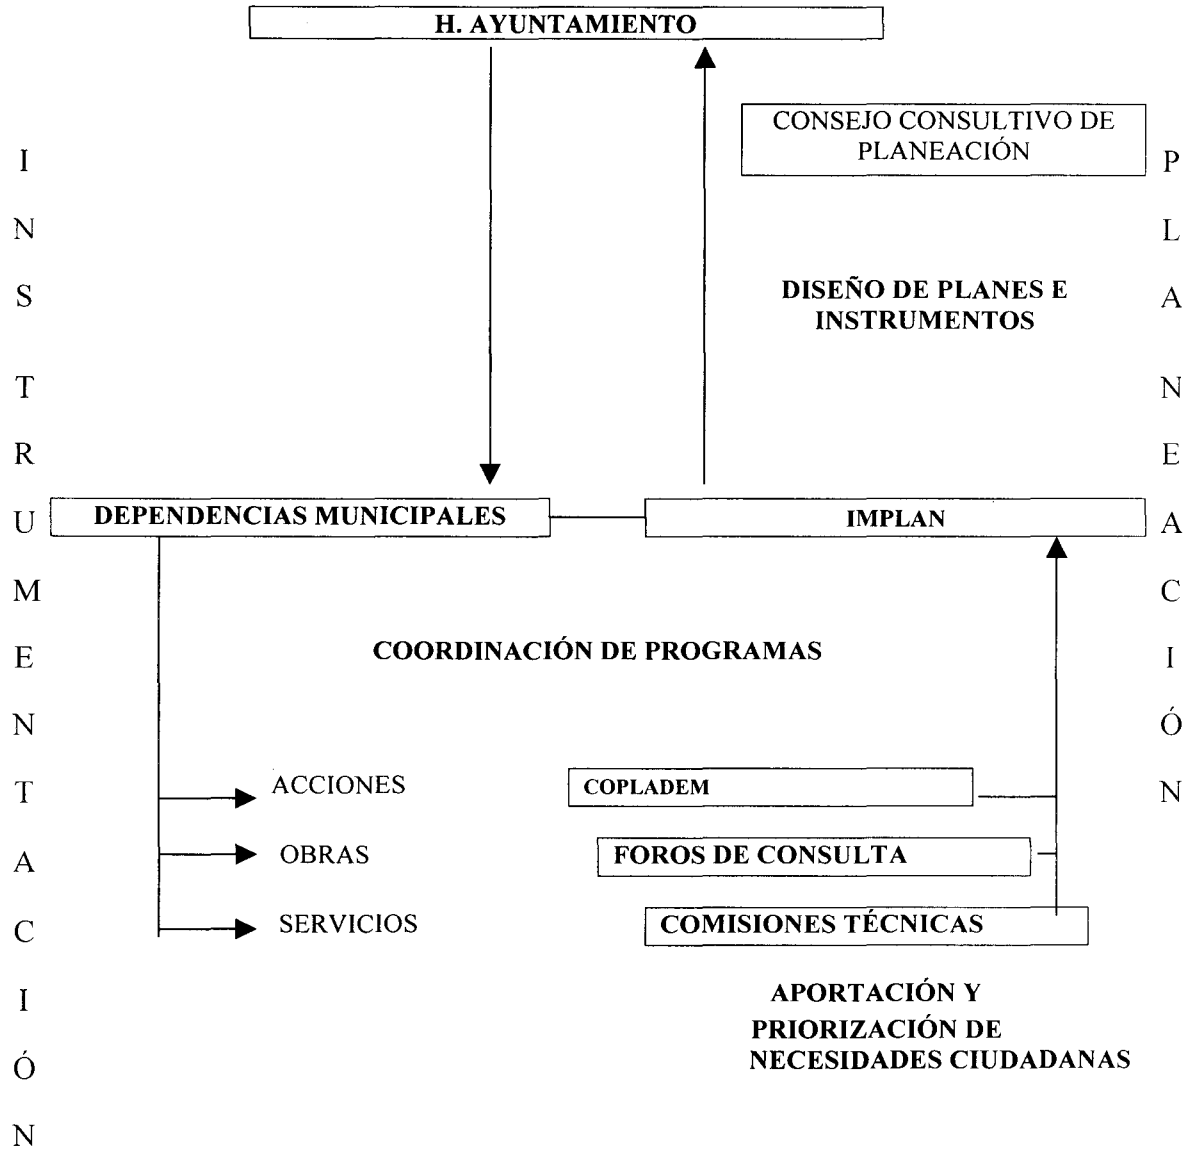 H. AYUNTAMIENTO
CONSEJO CONSULTIVO DE
PLANEACIÓN
DISEÑO DE PLANES E
INSTRUMENTOS
DEPENDENCIAS MUNICIPALES
IMPLAN
COORDINACIÓN DE PROGRAMAS
ACCIONES
COPLADEM
OBRAS
FOROS DE CONSULTA
SERVICIOS
COMISIONES TÉCNICAS
APORTACIÓN Y
PRIORIZACIÓN DE
NECESIDADES CIUDADANAS
INSTRUMENTACIÓN
PLANEACIÓN